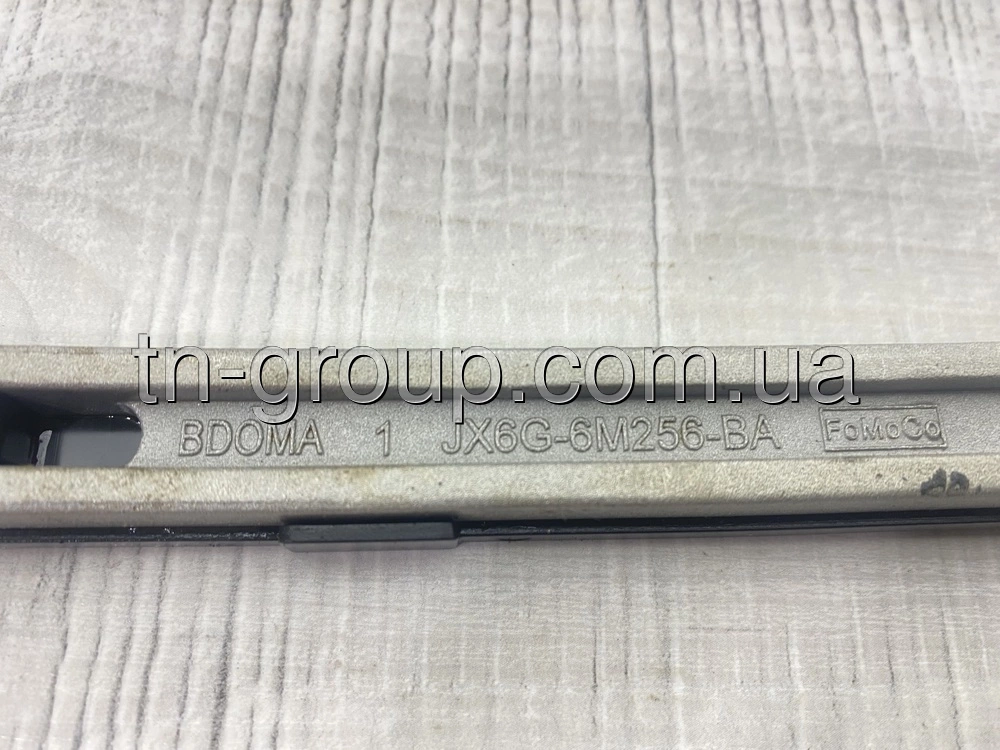 tn-group.com.ua
BDOMA 1 JX6G-6M256-BA FoMoCo